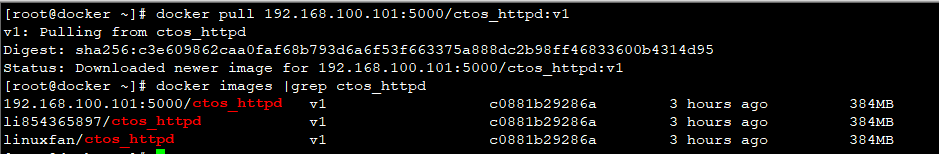 [root@docker ~]# docker pull 192.168.100.101:5000/ctos_httpd:v1
v1: Pulling from ctos_httpd
Digest: sha256:c3e609862caa0faf68b793d6a6f53f663375a888dc2b98ff46833600b4314d95
Status: Downloaded newer image for 192.168.100.101:5000/ctos_httpd:v1
[root@docker ~]# docker images |grep ctos_httpd
192.168.100.101:5000/ctos_httpd v1 c0881b29286a 3 hours ago 384MB
li854365897/ctos_httpd v1 c0881b29286a 3 hours ago 384MB
linuxfan/ctos_httpd v1 c0881b29286a 3 hours ago 384MB